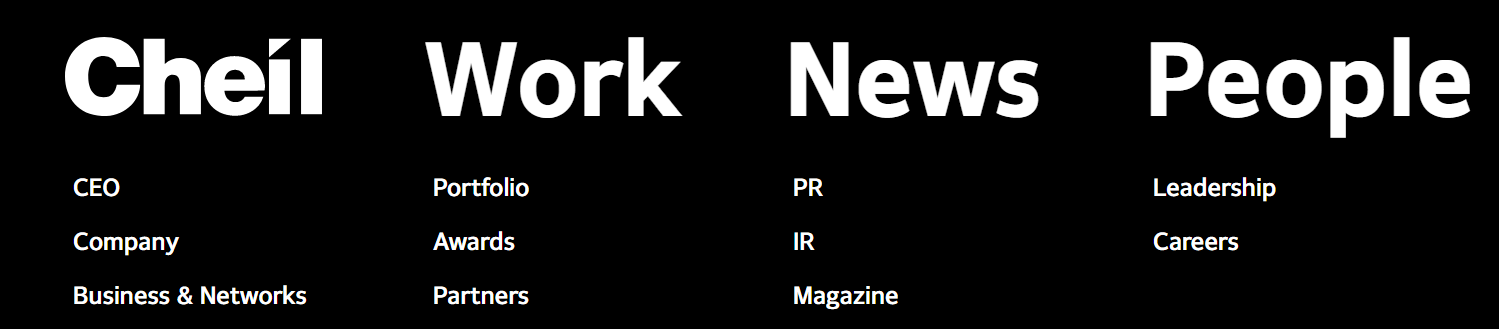 Cheil Work News People
CEO Portfolio PR Leadership
Company Awards IR Careers
Business & Networks Partners Magazine